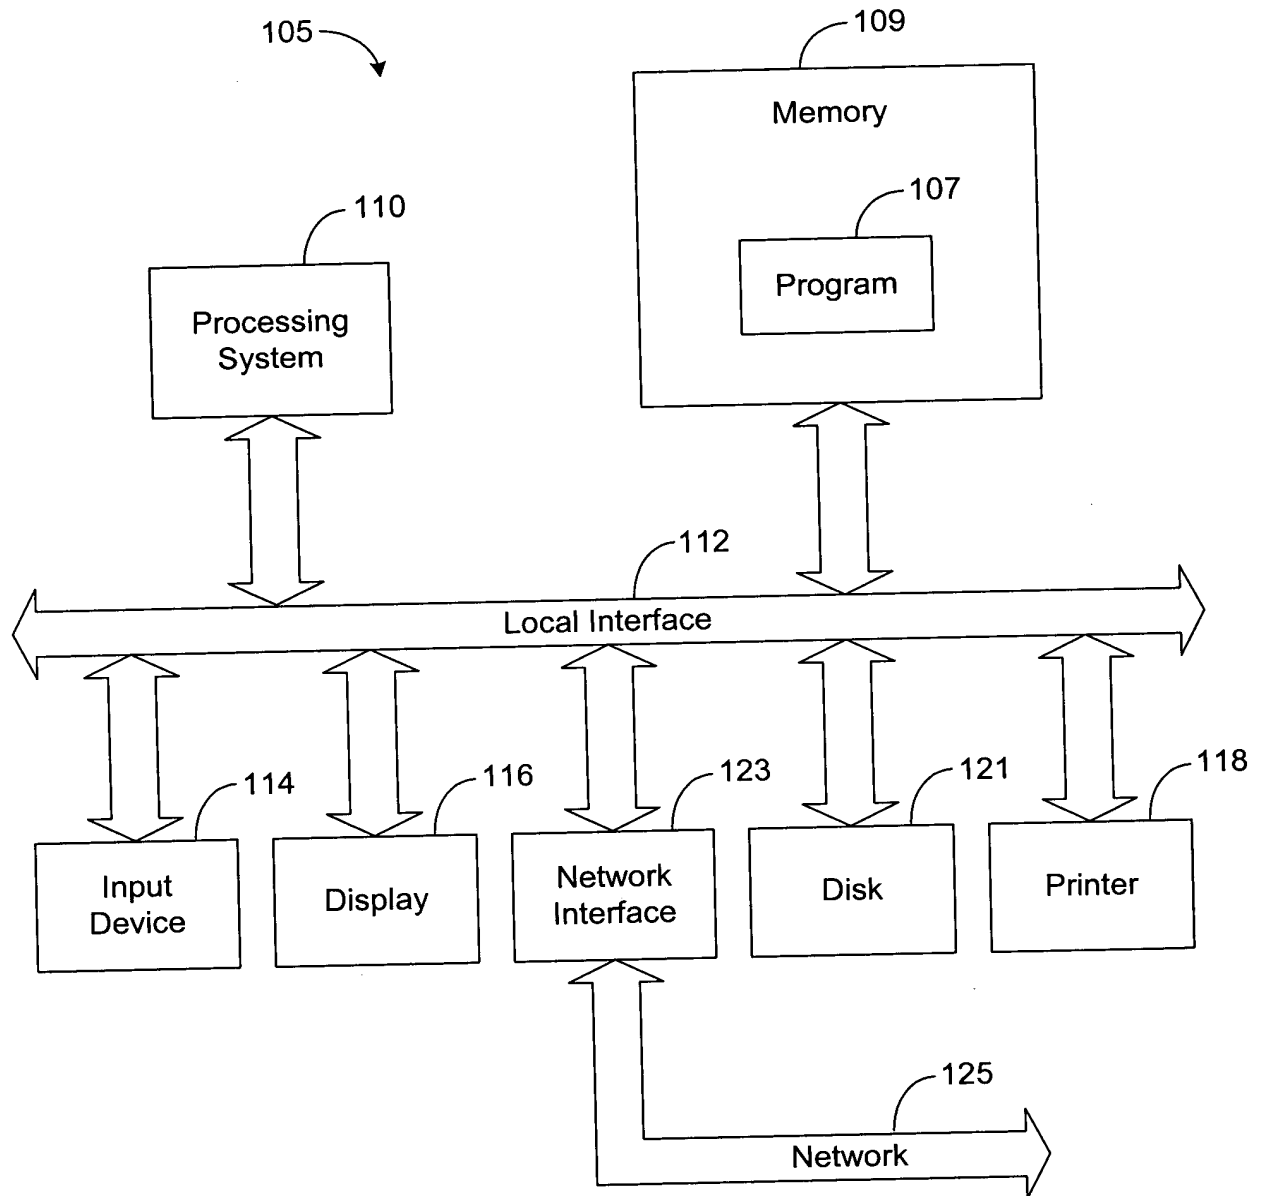 105
109
Memory
107
Program
110
Processing
System
112
Local Interface
114
116
123
121
118
Input
Device
Display
Network
Interface
Disk
Printer
125
Network